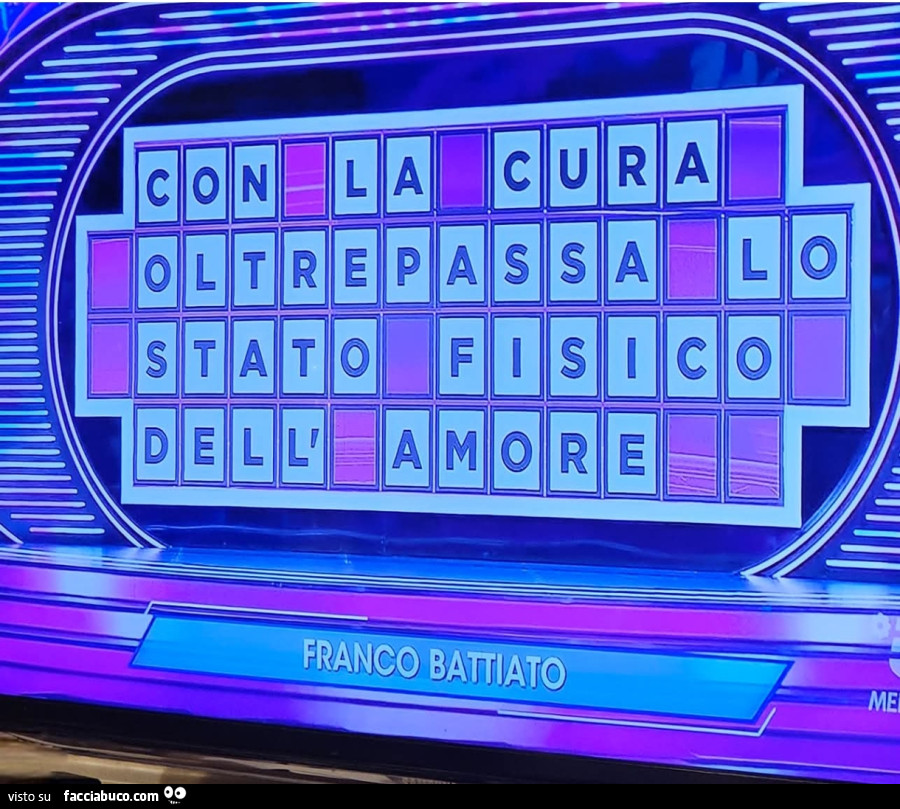 CON LA CURA
OLTREPASSA LO
STATO FISICO
DELL' AMORE
FRANCO BATTIATO
visto su facciabuco.com